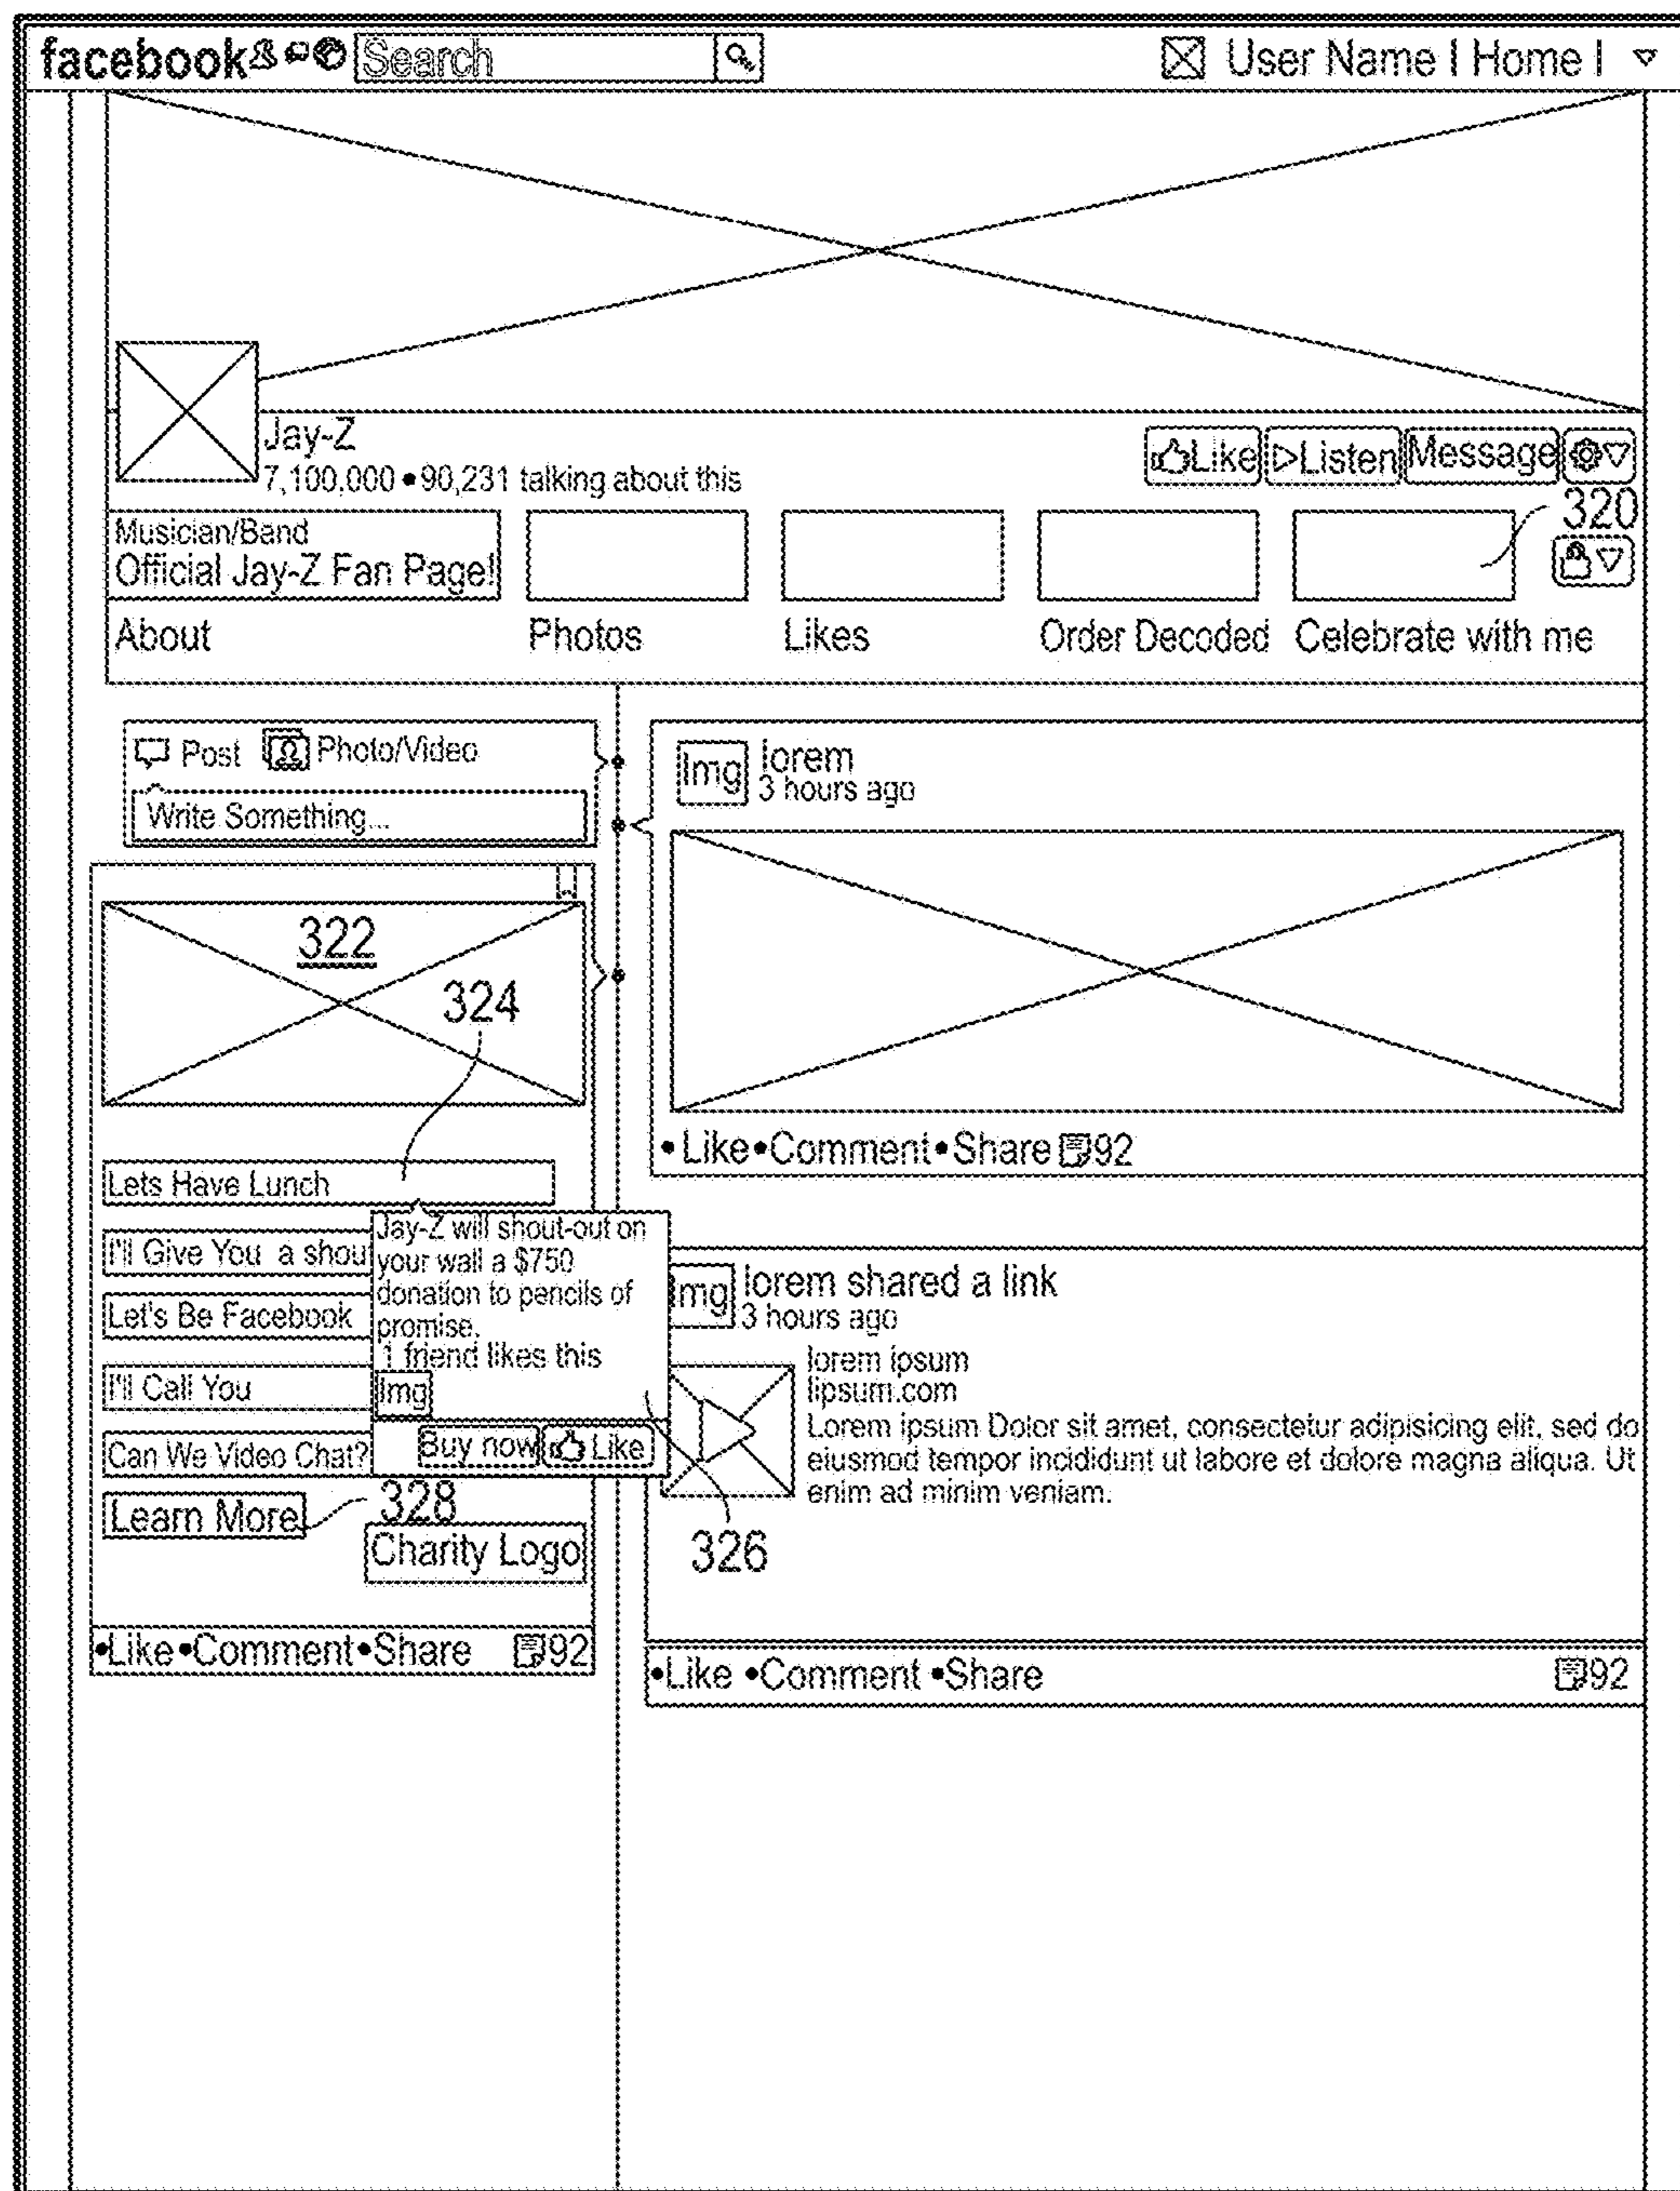 facebook Search User Name | Home |
Jay-Z
7,100,000 • 90,231 talking about this
Like Listen Message
320
Musician/Band
Official Jay-Z Fan Page!
About Photos Likes Order Decoded Celebrate with me
Post Photo/Video
Write Something...
322
324
Lets Have Lunch
I'll Give You a shou
Let's Be Facebook
I'll Call You
Can We Video Chat?
Jay-Z will shout-out on
your wall a $750
donation to pencils of
promise.
1 friend likes this
Img
Buy now Like
Learn More
328
Charity Logo
•Like •Comment •Share 92
Img lorem
3 hours ago
• Like •Comment •Share 92
Img lorem shared a link
3 hours ago
lorem ipsum
lipsum.com
Lorem ipsum Dolor sit amet, consectetur adipisicing elit, sed do
eiusmod tempor incididunt ut labore et dolore magna aliqua. Ut
enim ad minim veniam.
326
•Like •Comment •Share 92